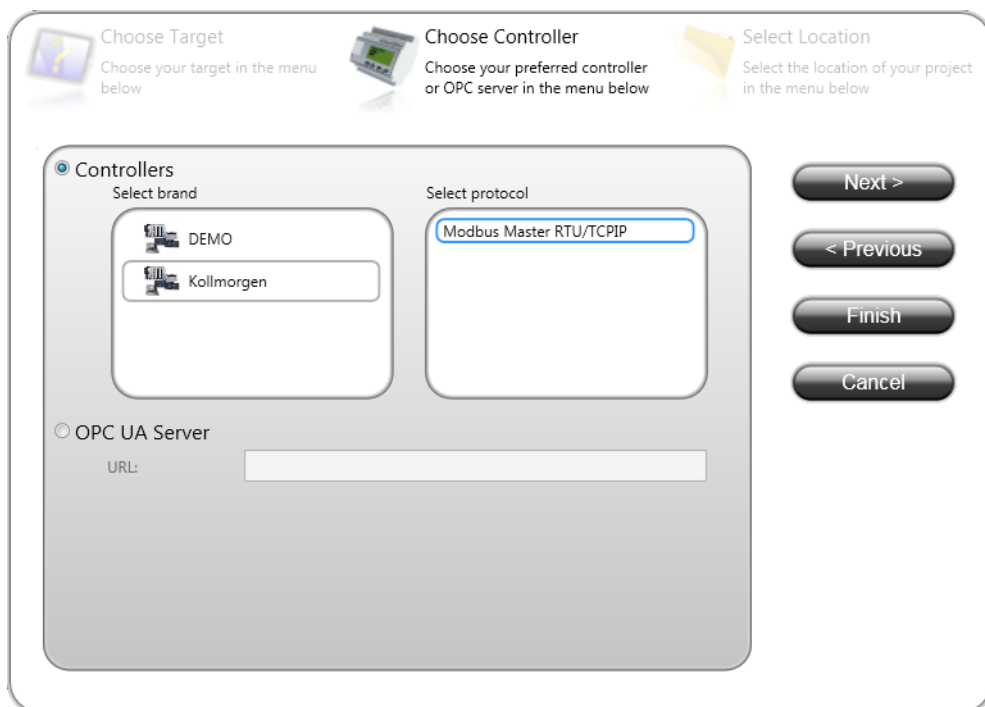 Choose Target
Choose your target in the menu
below
Choose Controller
Choose your preferred controller
or OPC server in the menu below
Select Location
Select the location of your project
in the menu below
Controllers
Select brand
DEMO
Kollmorgen
Select protocol
Modbus Master RTU/TCPIP
OPC UA Server
URL:
Next >
< Previous
Finish
Cancel